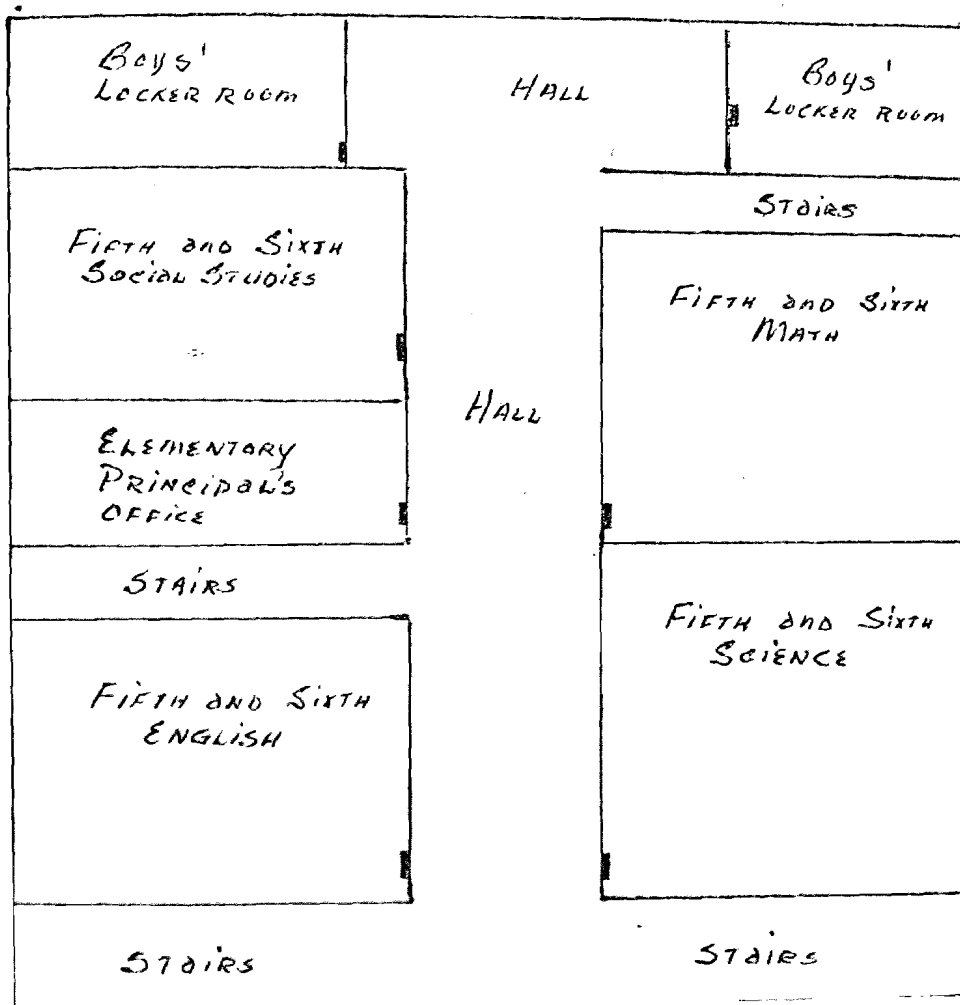 Boys'
Locker Room
Hall
Boys'
Locker Room
Stairs
Fifth and Sixth
Social Studies
Fifth and Sixth
Math
Hall
Elementary
Principal's
Office
Stairs
Fifth and Sixth
Science
Fifth and Sixth
English
Stairs
Stairs